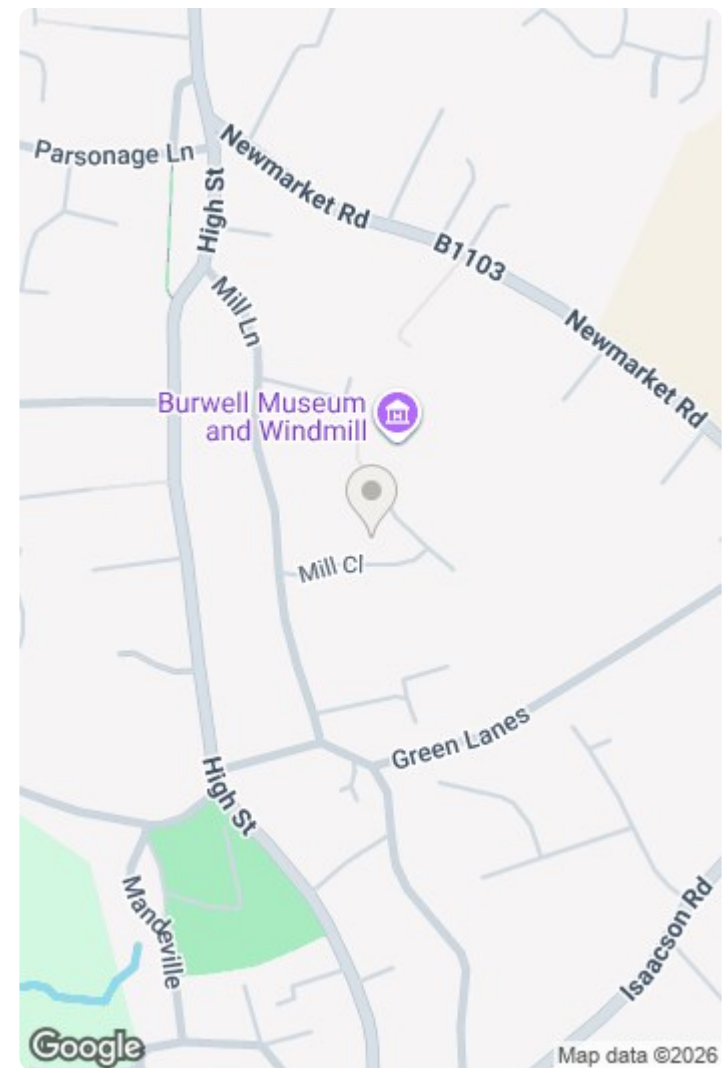 Parsonage Ln
Newmarket Rd
High St
B1103
Mill Ln
Newmarket Rd
Burwell Museum
and Windmill
Mill Cl
Green Lanes
High St
Mandeville
Isaacson Rd
Google
Map data ©2026